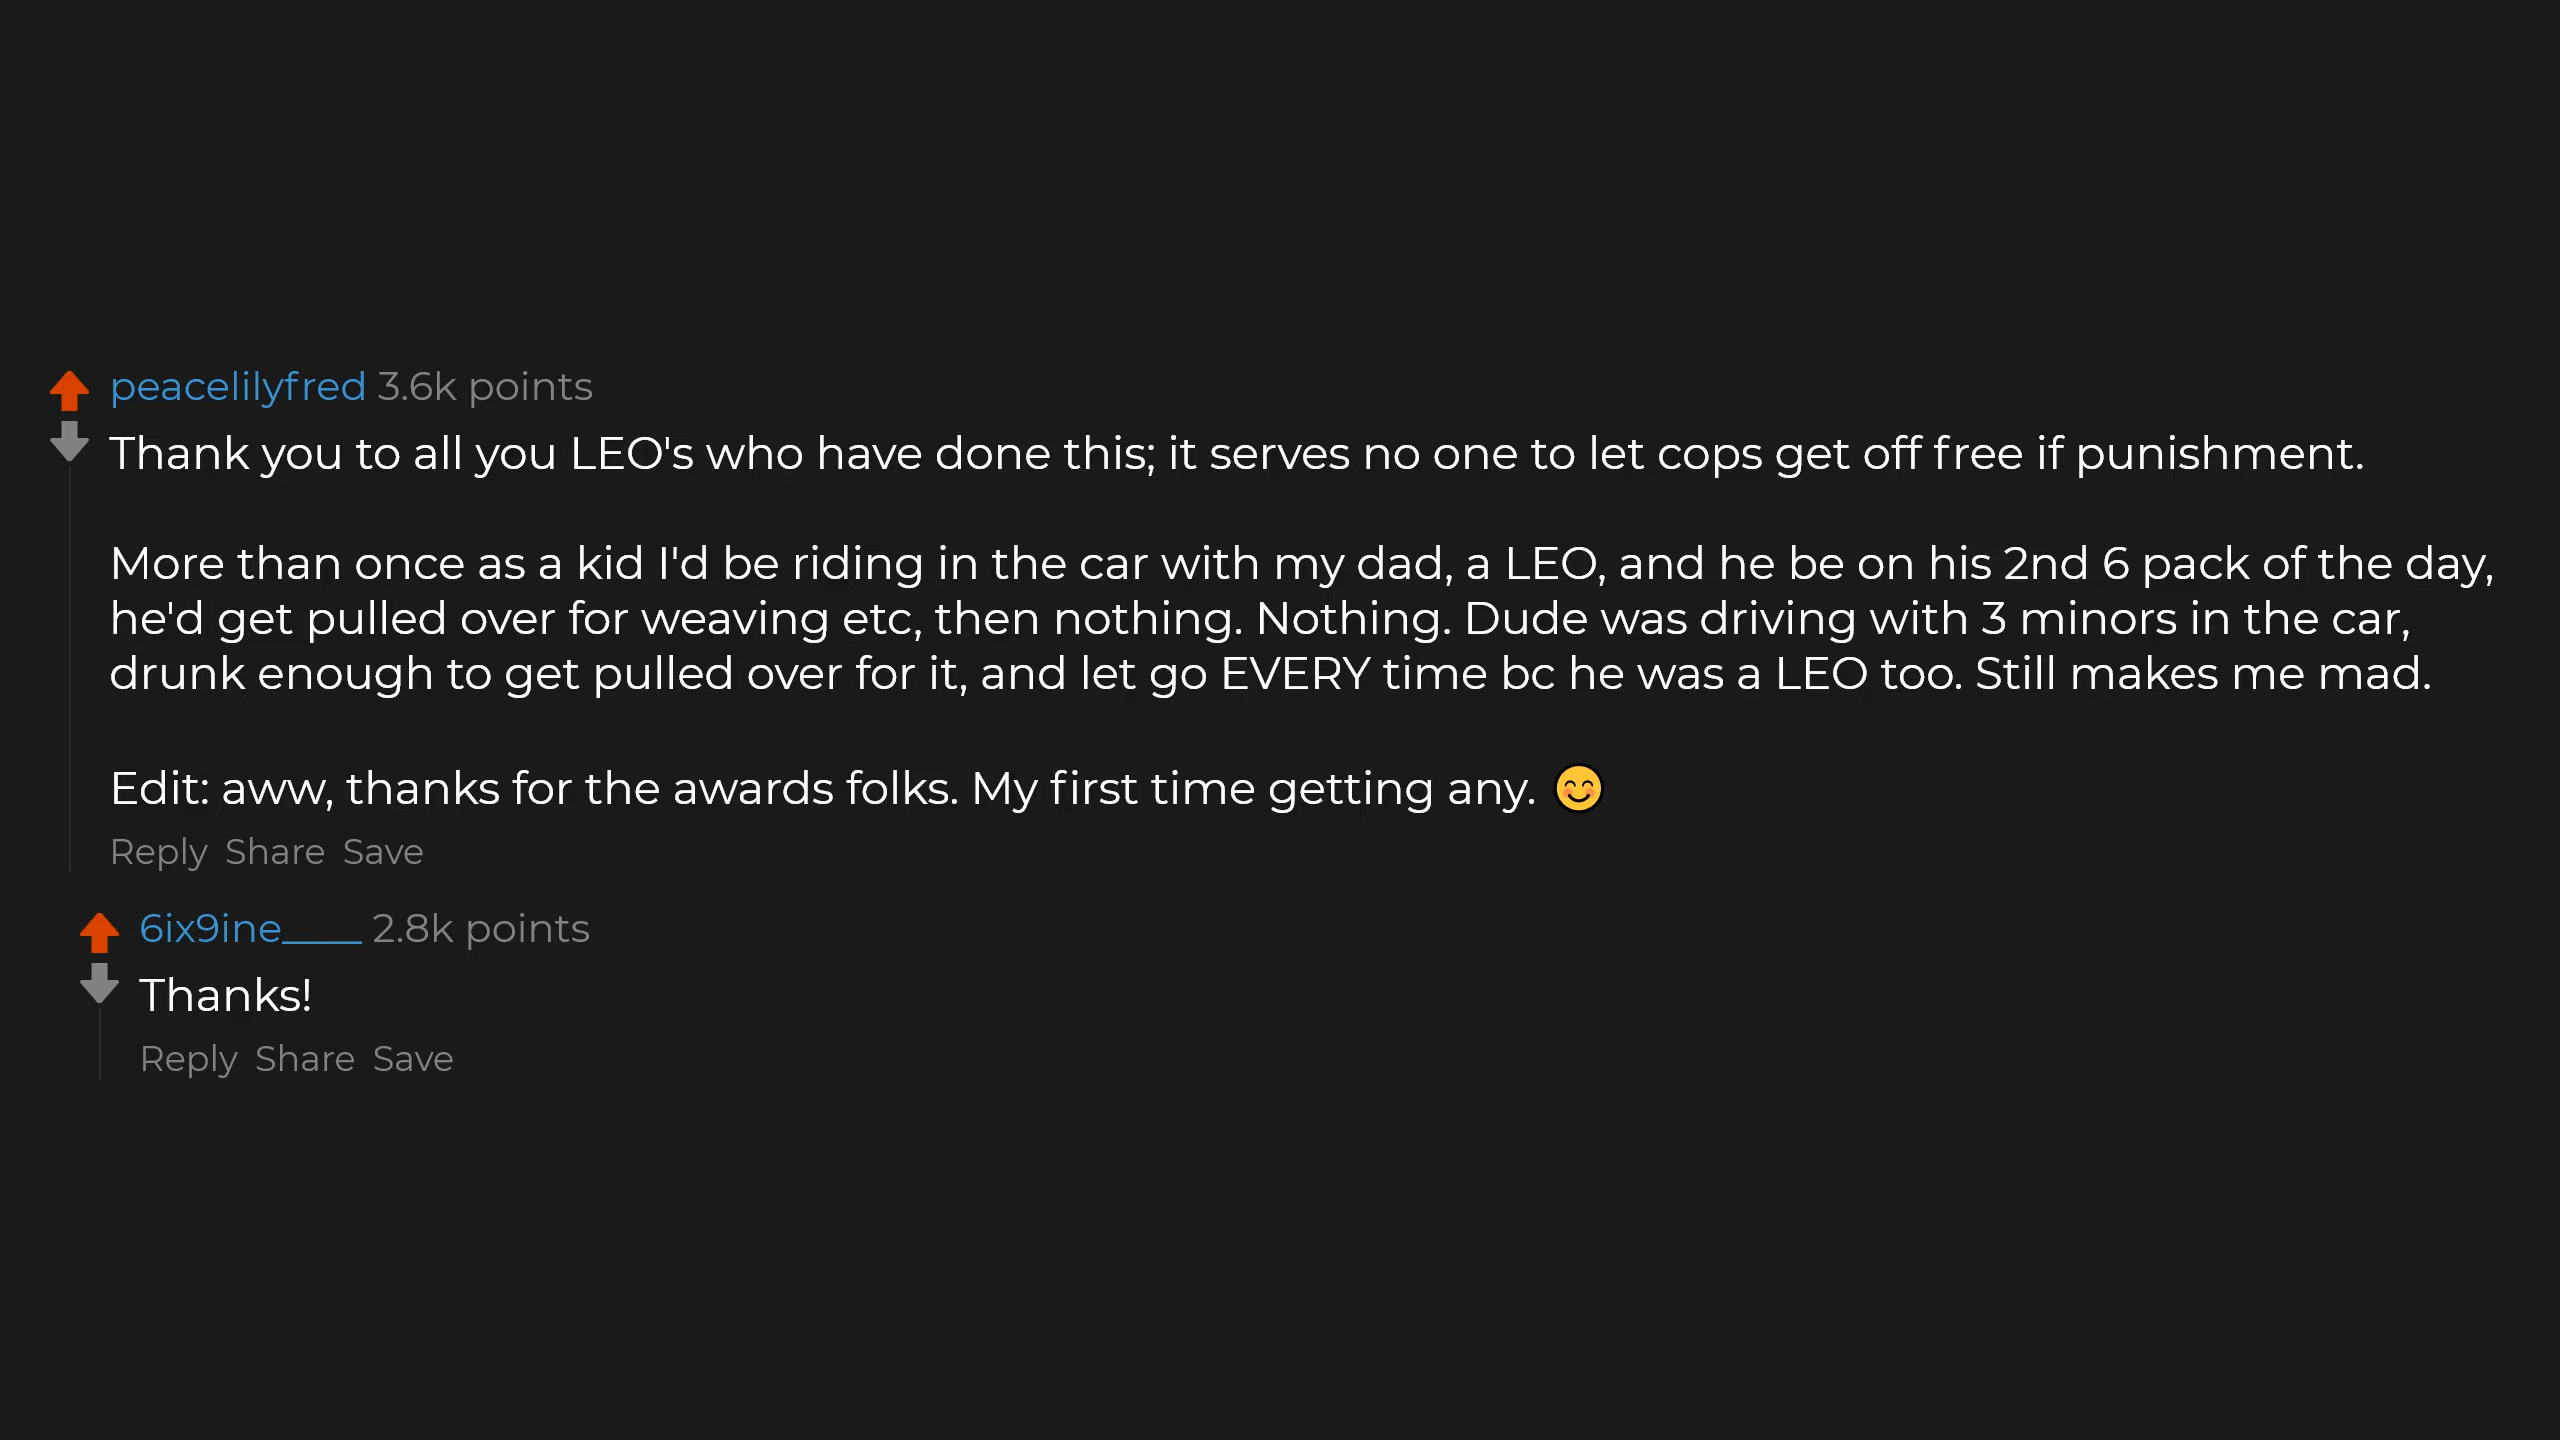 peacelilyfred 3.6k points
Thank you to all you LEO's who have done this; it serves no one to let cops get off free if punishment.
More than once as a kid I'd be riding in the car with my dad, a LEO, and he be on his 2nd 6 pack of the day,
he'd get pulled over for weaving etc, then nothing. Nothing. Dude was driving with 3 minors in the car,
drunk enough to get pulled over for it, and let go EVERY time bc he was a LEO too. Still makes me mad.
Edit: aww, thanks for the awards folks. My first time getting any. 😊
Reply Share Save
6ix9ine____ 2.8k points
Thanks!
Reply Share Save